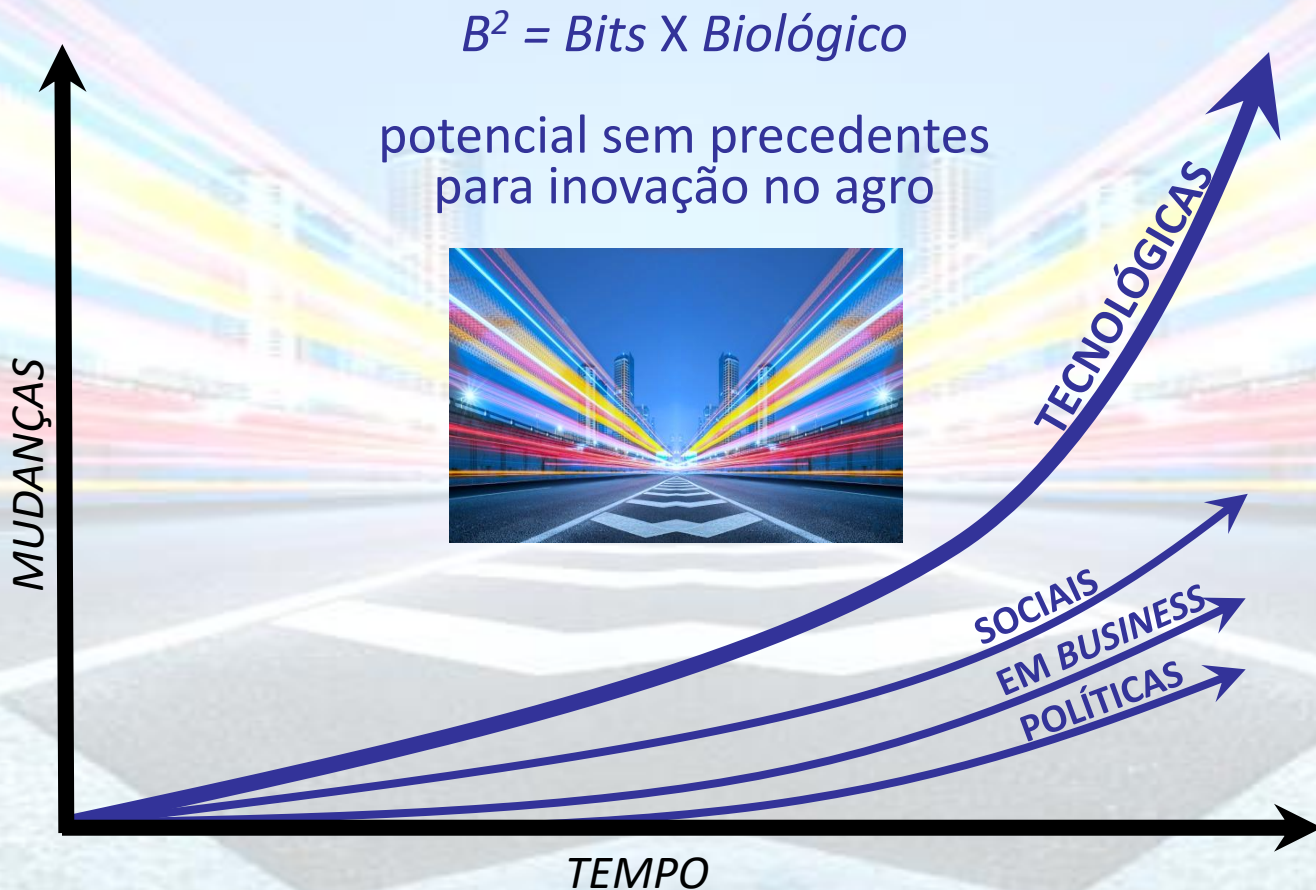 B² = Bits X Biológico
potencial sem precedentes
para inovação no agro
MUDANÇAS
TECNOLÓGICAS
SOCIAIS
EM BUSINESS
POLÍTICAS
TEMPO